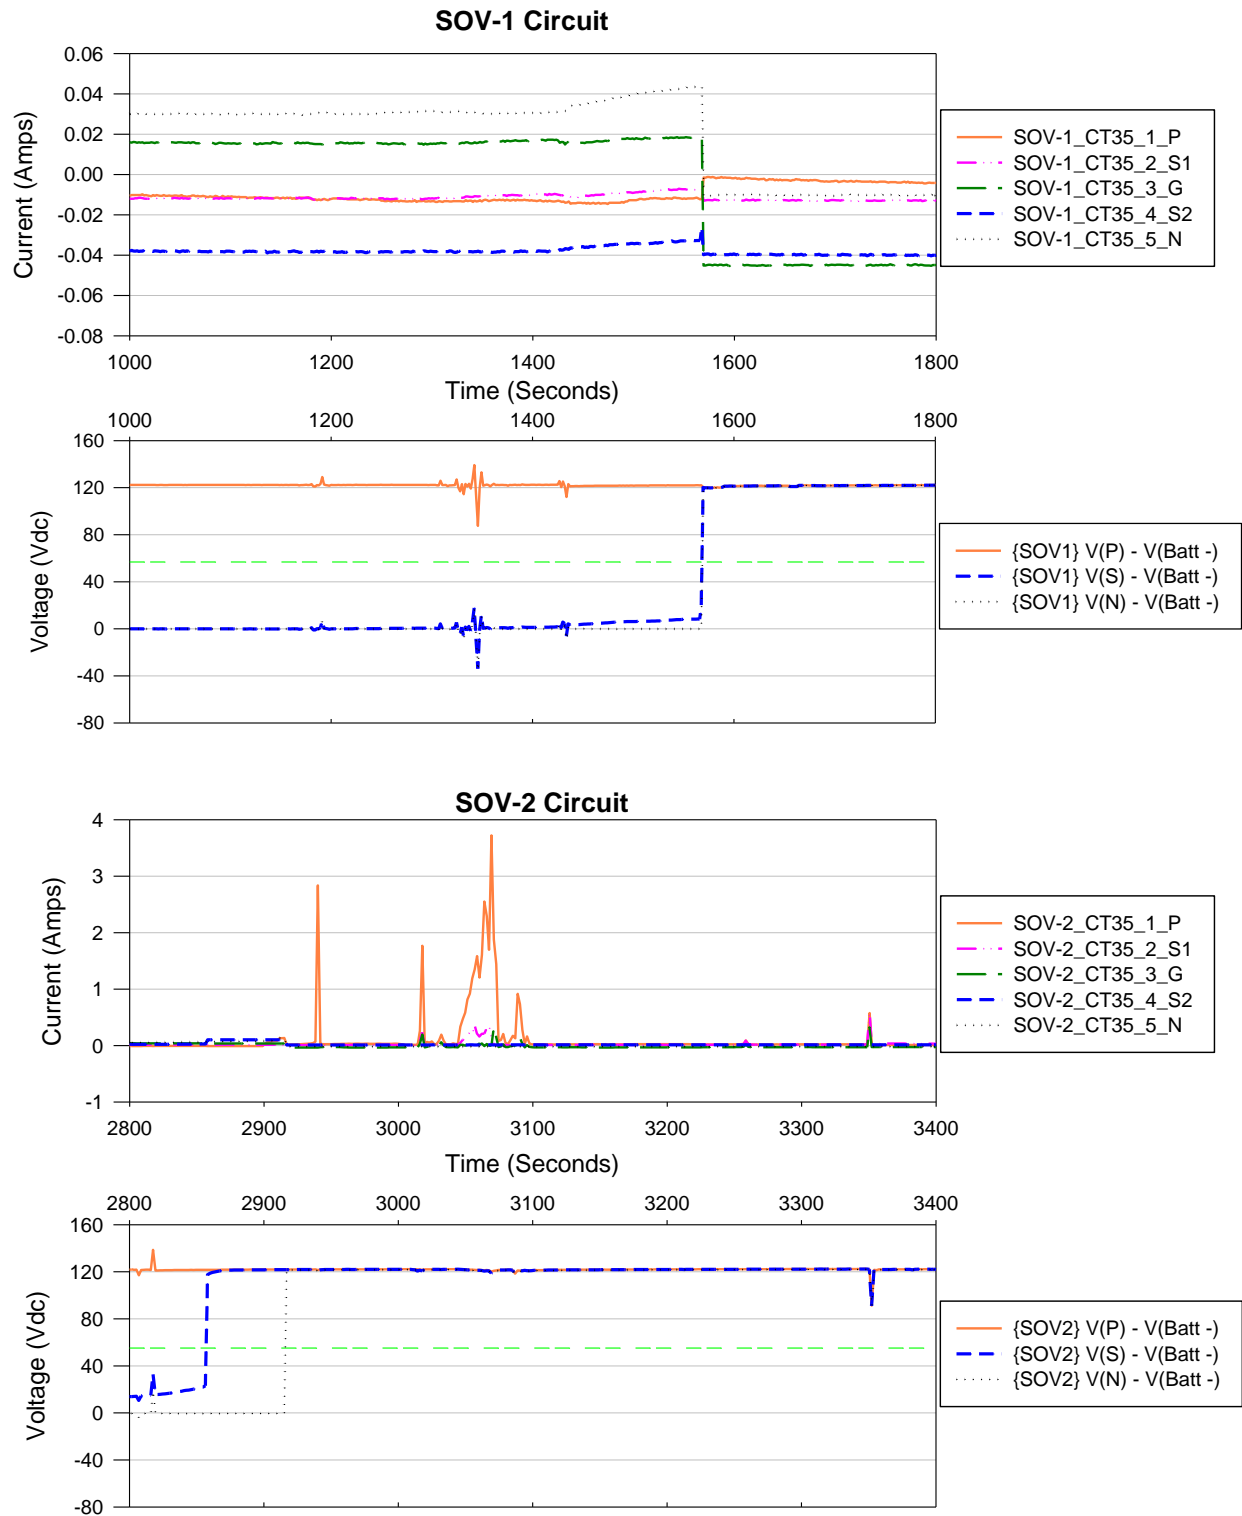 SOV-1 Circuit
0.06
0.04
0.02
0.00
-0.02
-0.04
-0.06
-0.08
Current (Amps)
1000 1200 1400 1600 1800
Time (Seconds)
SOV-1_CT35_1_P
SOV-1_CT35_2_S1
SOV-1_CT35_3_G
SOV-1_CT35_4_S2
SOV-1_CT35_5_N
1000 1200 1400 1600 1800
160
120
80
40
0
-40
-80
Voltage (Vdc)
{SOV1} V(P) - V(Batt -)
{SOV1} V(S) - V(Batt -)
{SOV1} V(N) - V(Batt -)
SOV-2 Circuit
4
3
2
1
0
-1
Current (Amps)
2800 2900 3000 3100 3200 3300 3400
Time (Seconds)
SOV-2_CT35_1_P
SOV-2_CT35_2_S1
SOV-2_CT35_3_G
SOV-2_CT35_4_S2
SOV-2_CT35_5_N
2800 2900 3000 3100 3200 3300 3400
160
120
80
40
0
-40
-80
Voltage (Vdc)
{SOV2} V(P) - V(Batt -)
{SOV2} V(S) - V(Batt -)
{SOV2} V(N) - V(Batt -)